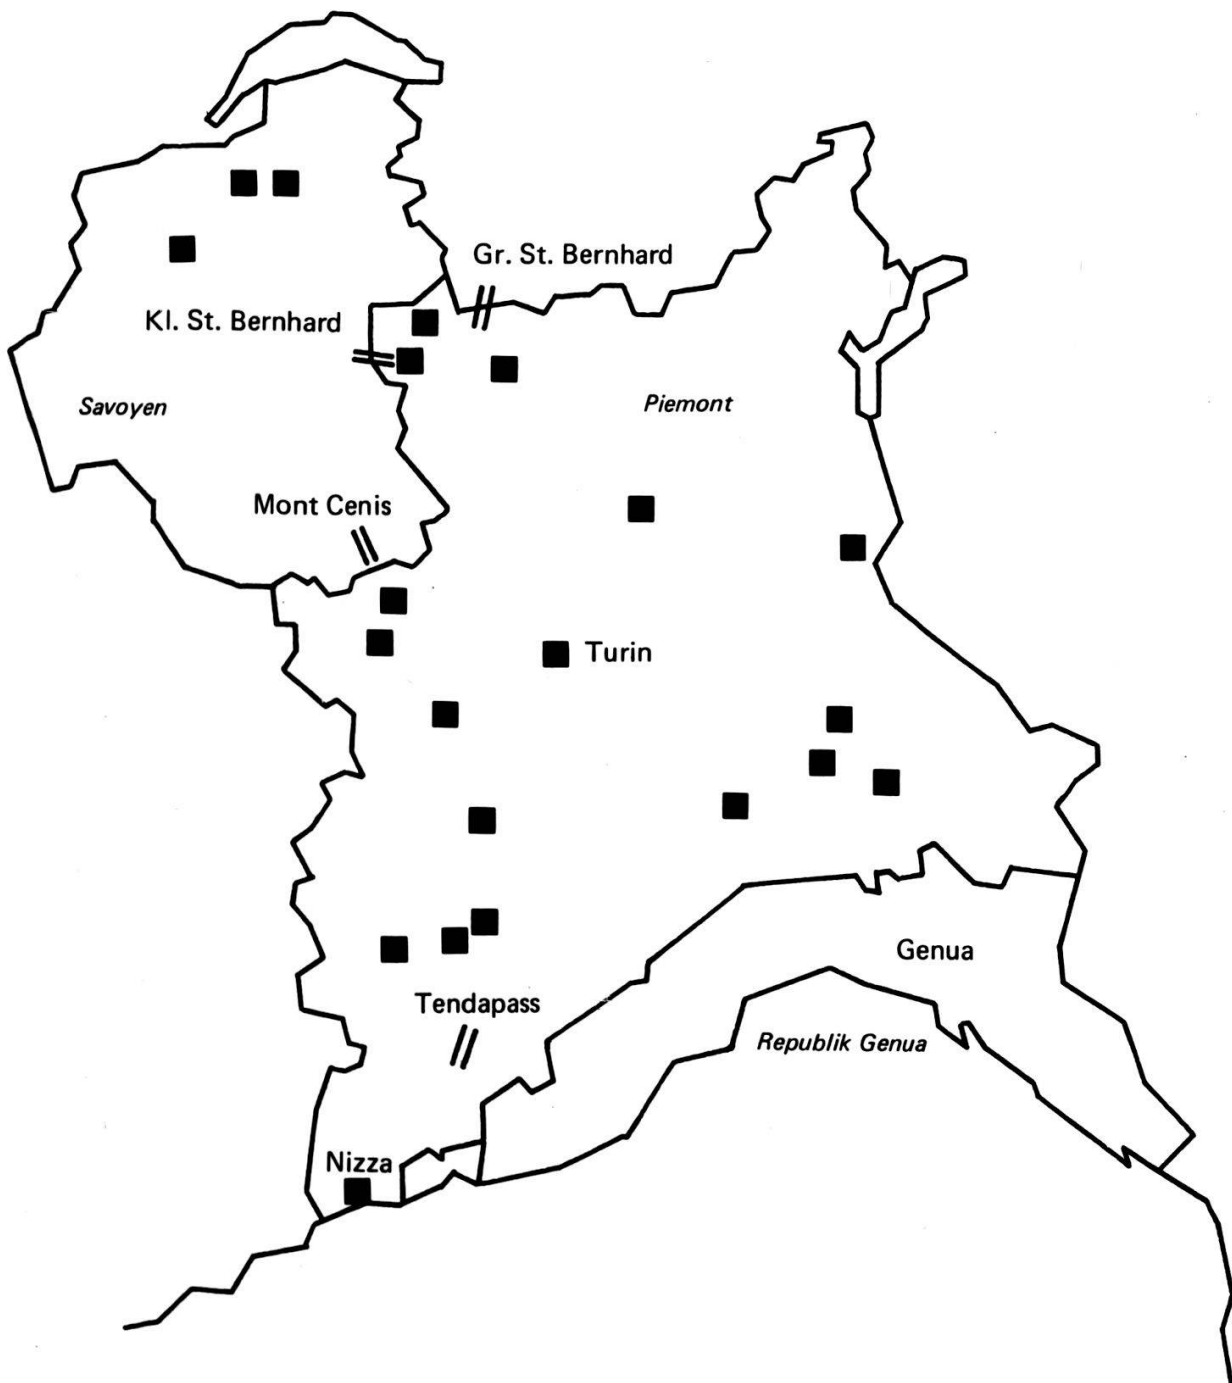 Gr. St. Bernhard
Kl. St. Bernhard
Savoyen
Piemont
Mont Cenis
Turin
Genua
Tendapass
Republik Genua
Nizza